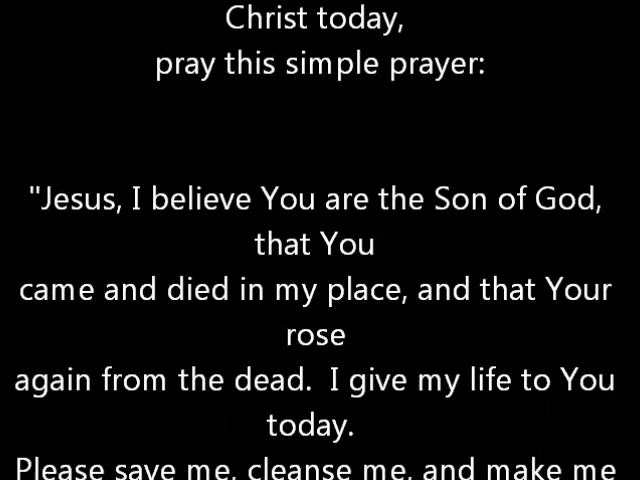 Christ today,
pray this simple prayer:
"Jesus, I believe You are the Son of God,
that You
came and died in my place, and that Your
rose
again from the dead.  I give my life to You
today.
Please save me, cleanse me, and make me